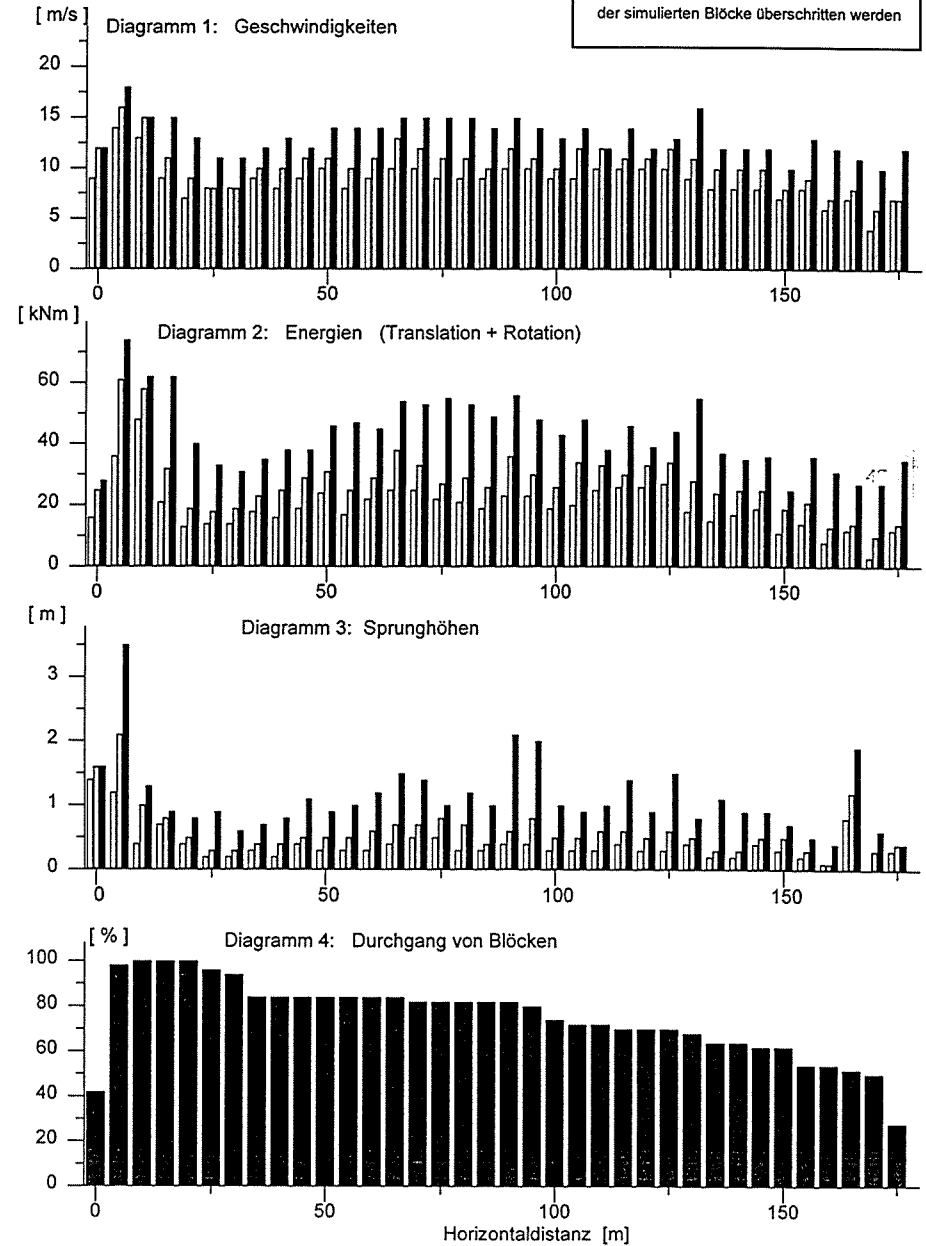 der simulierten Blöcke überschritten werden
[ m/s ]
Diagramm 1: Geschwindigkeiten
20
15
10
5
0
0 50 100 150
[ kNm ]
Diagramm 2: Energien (Translation + Rotation)
60
40
20
0
0 50 100 150
[ m ]
Diagramm 3: Sprunghöhen
3
2
1
0
0 50 100 150
[ % ]
Diagramm 4: Durchgang von Blöcken
100
80
60
40
20
0
0 50 100 150
Horizontaldistanz [m]